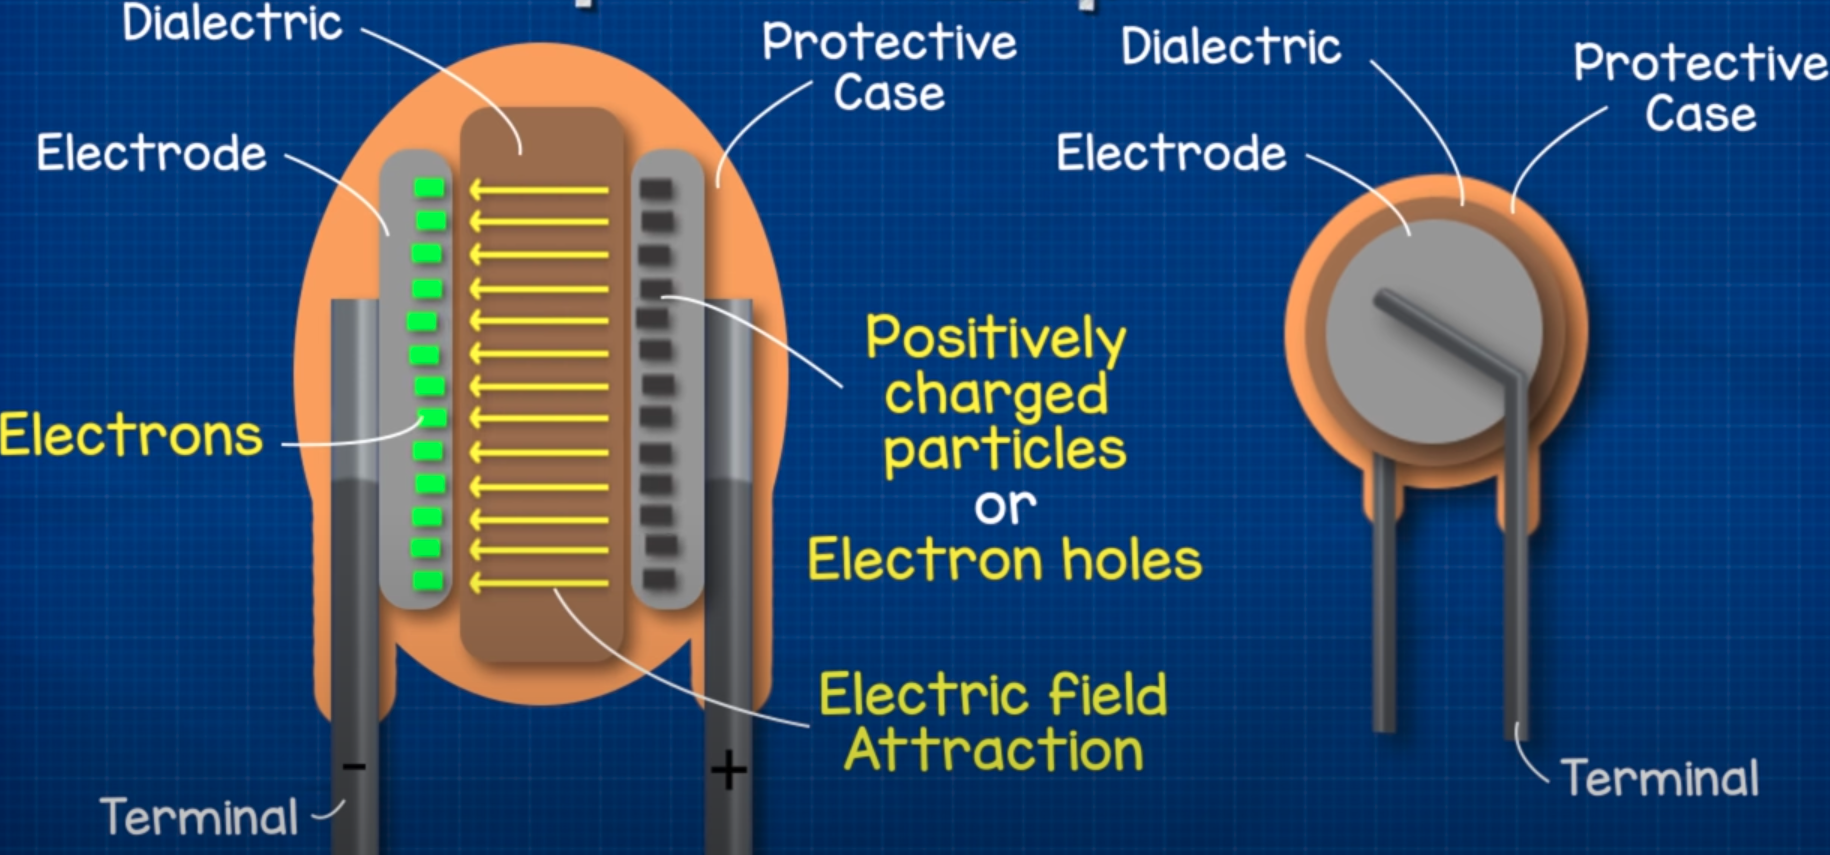 Dialectric
Protective
Case
Electrode
Electrons
Positively
charged
particles
or
Electron holes
Electric field
Attraction
-
+
Terminal
Dialectric
Protective
Case
Electrode
Terminal